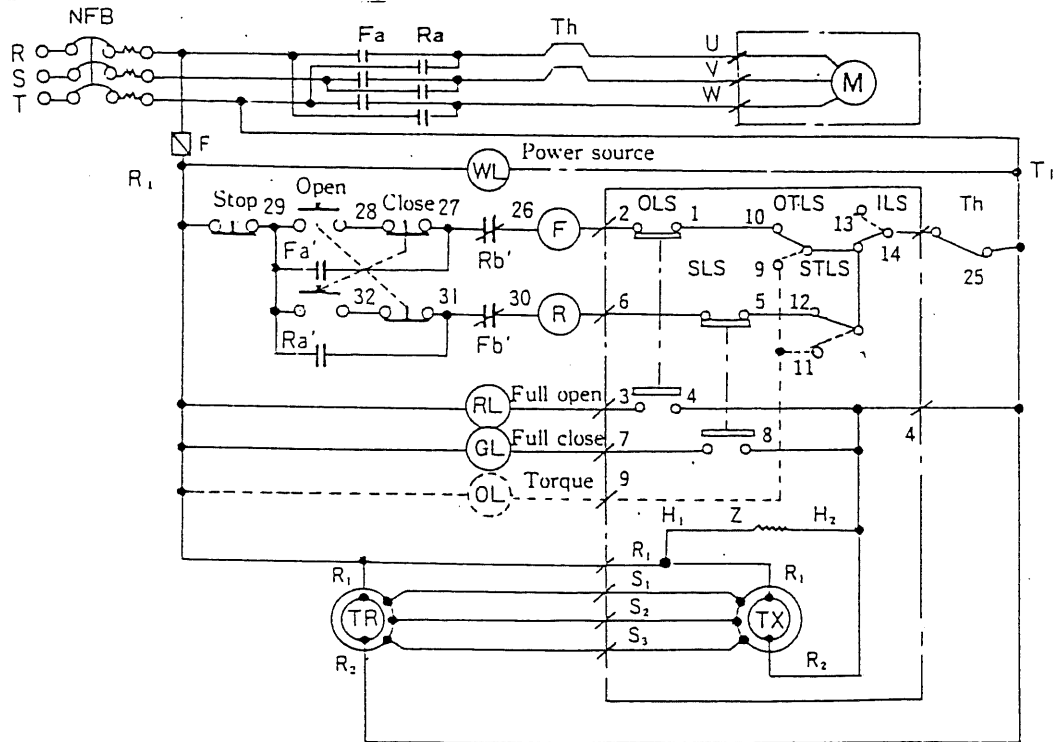 NFB
Fa Ra Th
R U
S V M
T W
F
R₁ WL Power source T₁
Stop 29 Open 28 Close 27 26 F 2 OLS 1 10 OTLS 13 ILS Th
Fa' Rb' SLS 9 STLS 14 25
32 31 30 R 6 5 12
Ra' Fb' 11
RL Full open 3 4
GL Full close 7 8 4
OL Torque 9
H₁ Z H₂
R₁ R₁ R₁
S₁
TR S₂ TX
S₃
R₂ R₂